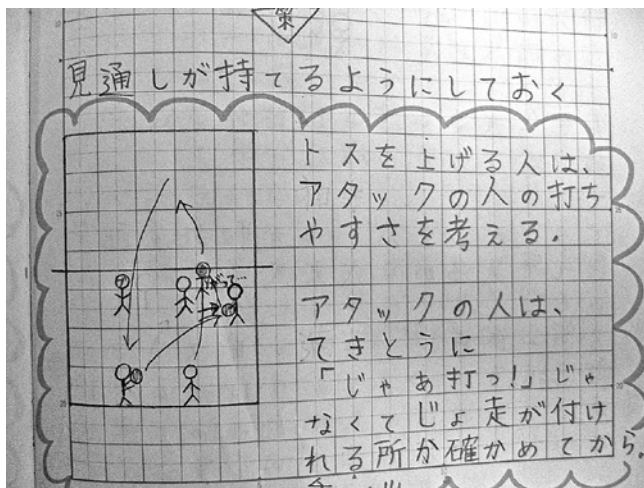 策
見通しが持てるようにしておく
トスを上げる人は、
アタックの人の打ち
やすさを考える.
アタックの人は、
てきとうに
「じゃあ打っ!」じゃ
なくてじょ走が付け
れる所か確かめてから.